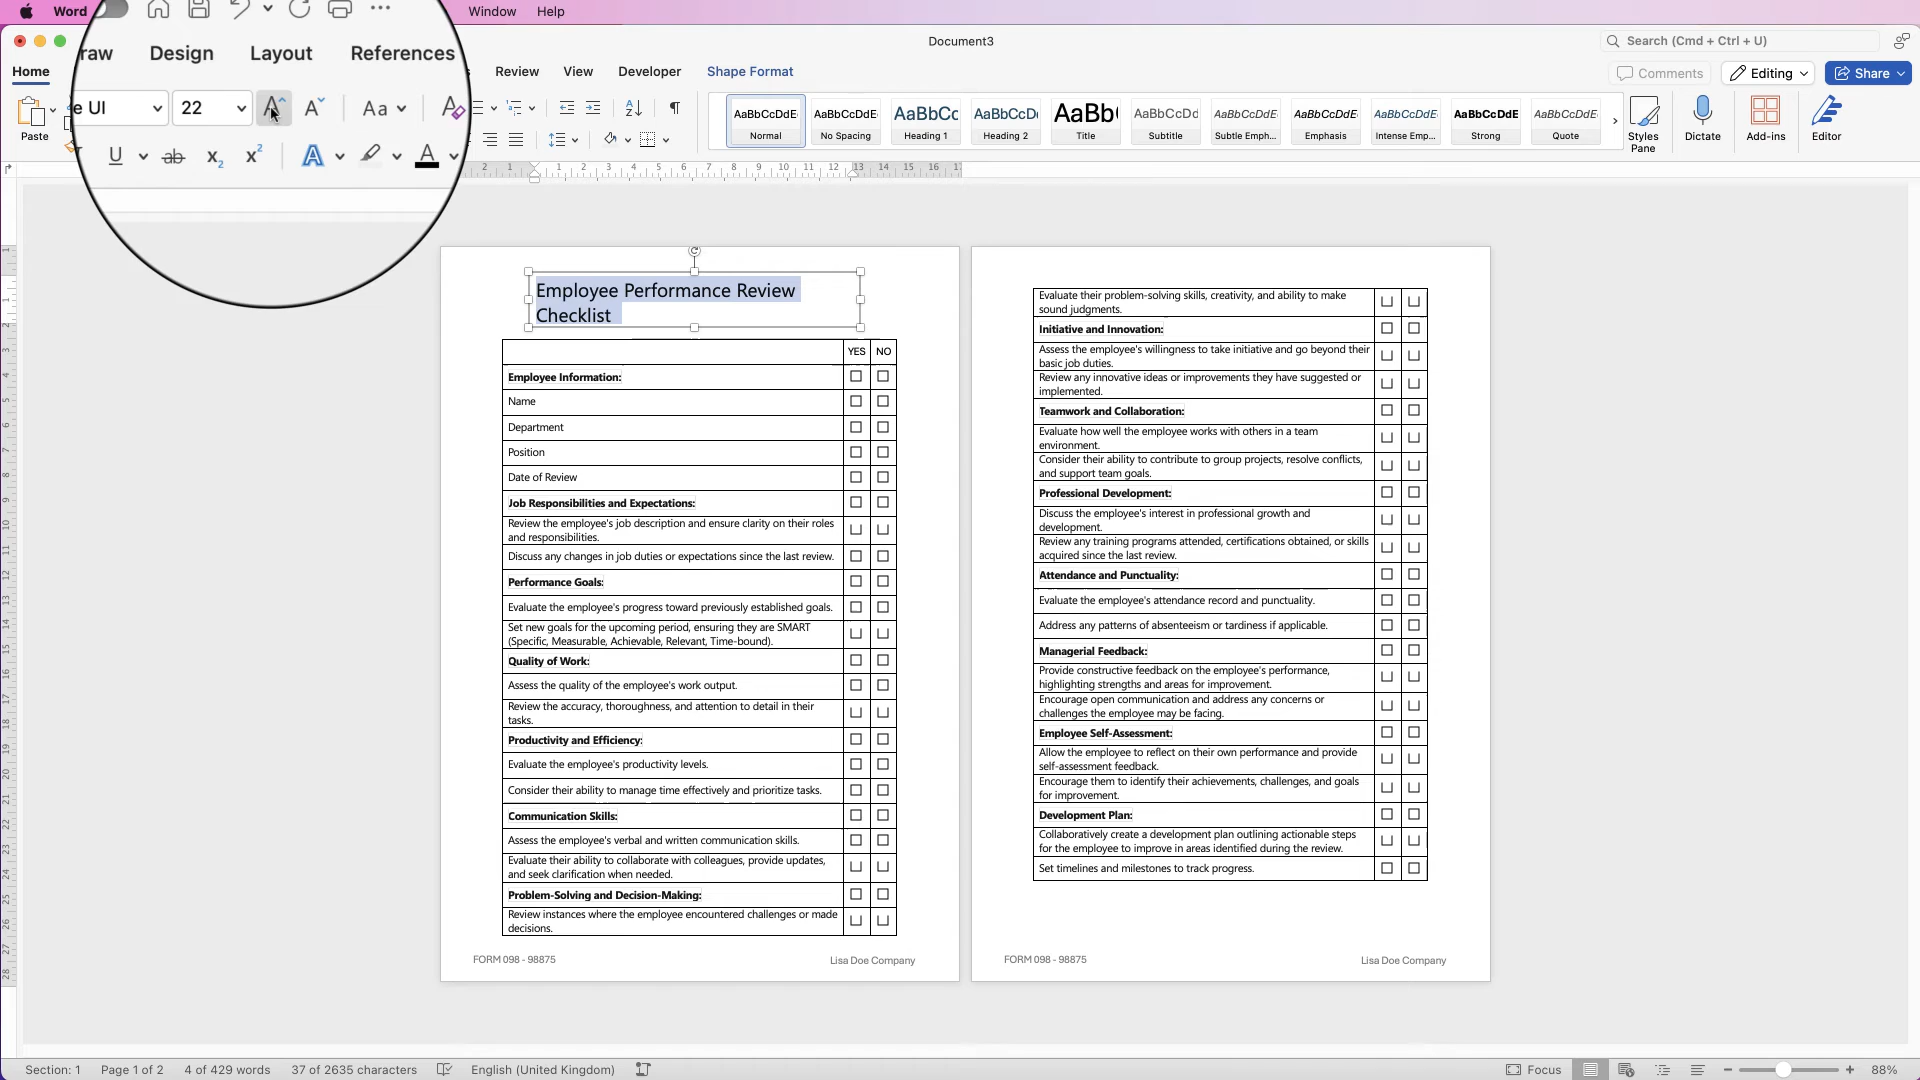 Word
Window
Help
Document3
Search (Cmd + Ctrl + U)
Home
raw
Design
Layout
References
Review
View
Developer
Shape Format
Comments
Editing
Share
Paste
e UI
22
Aa
AaBbCcDdE
Normal
AaBbCcDdE
No Spacing
AaBbCc
Heading 1
AaBbCcD
Heading 2
AaBb
Title
AaBbCcDd
Subtitle
AaBbCcDdE
Subtle Emph...
AaBbCcDdE
Emphasis
AaBbCcDdE
Intense Emp...
AaBbCcDdE
Strong
AaBbCcDdE
Quote
Styles
Pane
Dictate
Add-ins
Editor
2 1 1 2 3 4 5 6 7 8 9 10 11 12 13 14 15 16 17
Employee Performance Review
Checklist
YES NO
Employee Information:
Name
Department
Position
Date of Review
Job Responsibilities and Expectations:
Review the employee's job description and ensure clarity on their roles
and responsibilities.
Discuss any changes in job duties or expectations since the last review.
Performance Goals:
Evaluate the employee's progress toward previously established goals.
Set new goals for the upcoming period, ensuring they are SMART
(Specific, Measurable, Achievable, Relevant, Time-bound).
Quality of Work:
Assess the quality of the employee's work output.
Review the accuracy, thoroughness, and attention to detail in their
tasks.
Productivity and Efficiency:
Evaluate the employee's productivity levels.
Consider their ability to manage time effectively and prioritize tasks.
Communication Skills:
Assess the employee's verbal and written communication skills.
Evaluate their ability to collaborate with colleagues, provide updates,
and seek clarification when needed.
Problem-Solving and Decision-Making:
Review instances where the employee encountered challenges or made
decisions.
FORM 098 - 98875
Lisa Doe Company
Evaluate their problem-solving skills, creativity, and ability to make
sound judgments.
Initiative and Innovation:
Assess the employee's willingness to take initiative and go beyond their
basic job duties.
Review any innovative ideas or improvements they have suggested or
implemented.
Teamwork and Collaboration:
Evaluate how well the employee works with others in a team
environment.
Consider their ability to contribute to group projects, resolve conflicts,
and support team goals.
Professional Development:
Discuss the employee's interest in professional growth and
development.
Review any training programs attended, certifications obtained, or skills
acquired since the last review.
Attendance and Punctuality:
Evaluate the employee's attendance record and punctuality.
Address any patterns of absenteeism or tardiness if applicable.
Managerial Feedback:
Provide constructive feedback on the employee's performance,
highlighting strengths and areas for improvement.
Encourage open communication and address any concerns or
challenges the employee may be facing.
Employee Self-Assessment:
Allow the employee to reflect on their own performance and provide
self-assessment feedback.
Encourage them to identify their achievements, challenges, and goals
for improvement.
Development Plan:
Collaboratively create a development plan outlining actionable steps
for the employee to improve in areas identified during the review.
Set timelines and milestones to track progress.
FORM 098 - 98875
Lisa Doe Company
Section: 1
Page 1 of 2
4 of 429 words
37 of 2635 characters
English (United Kingdom)
Focus
88%